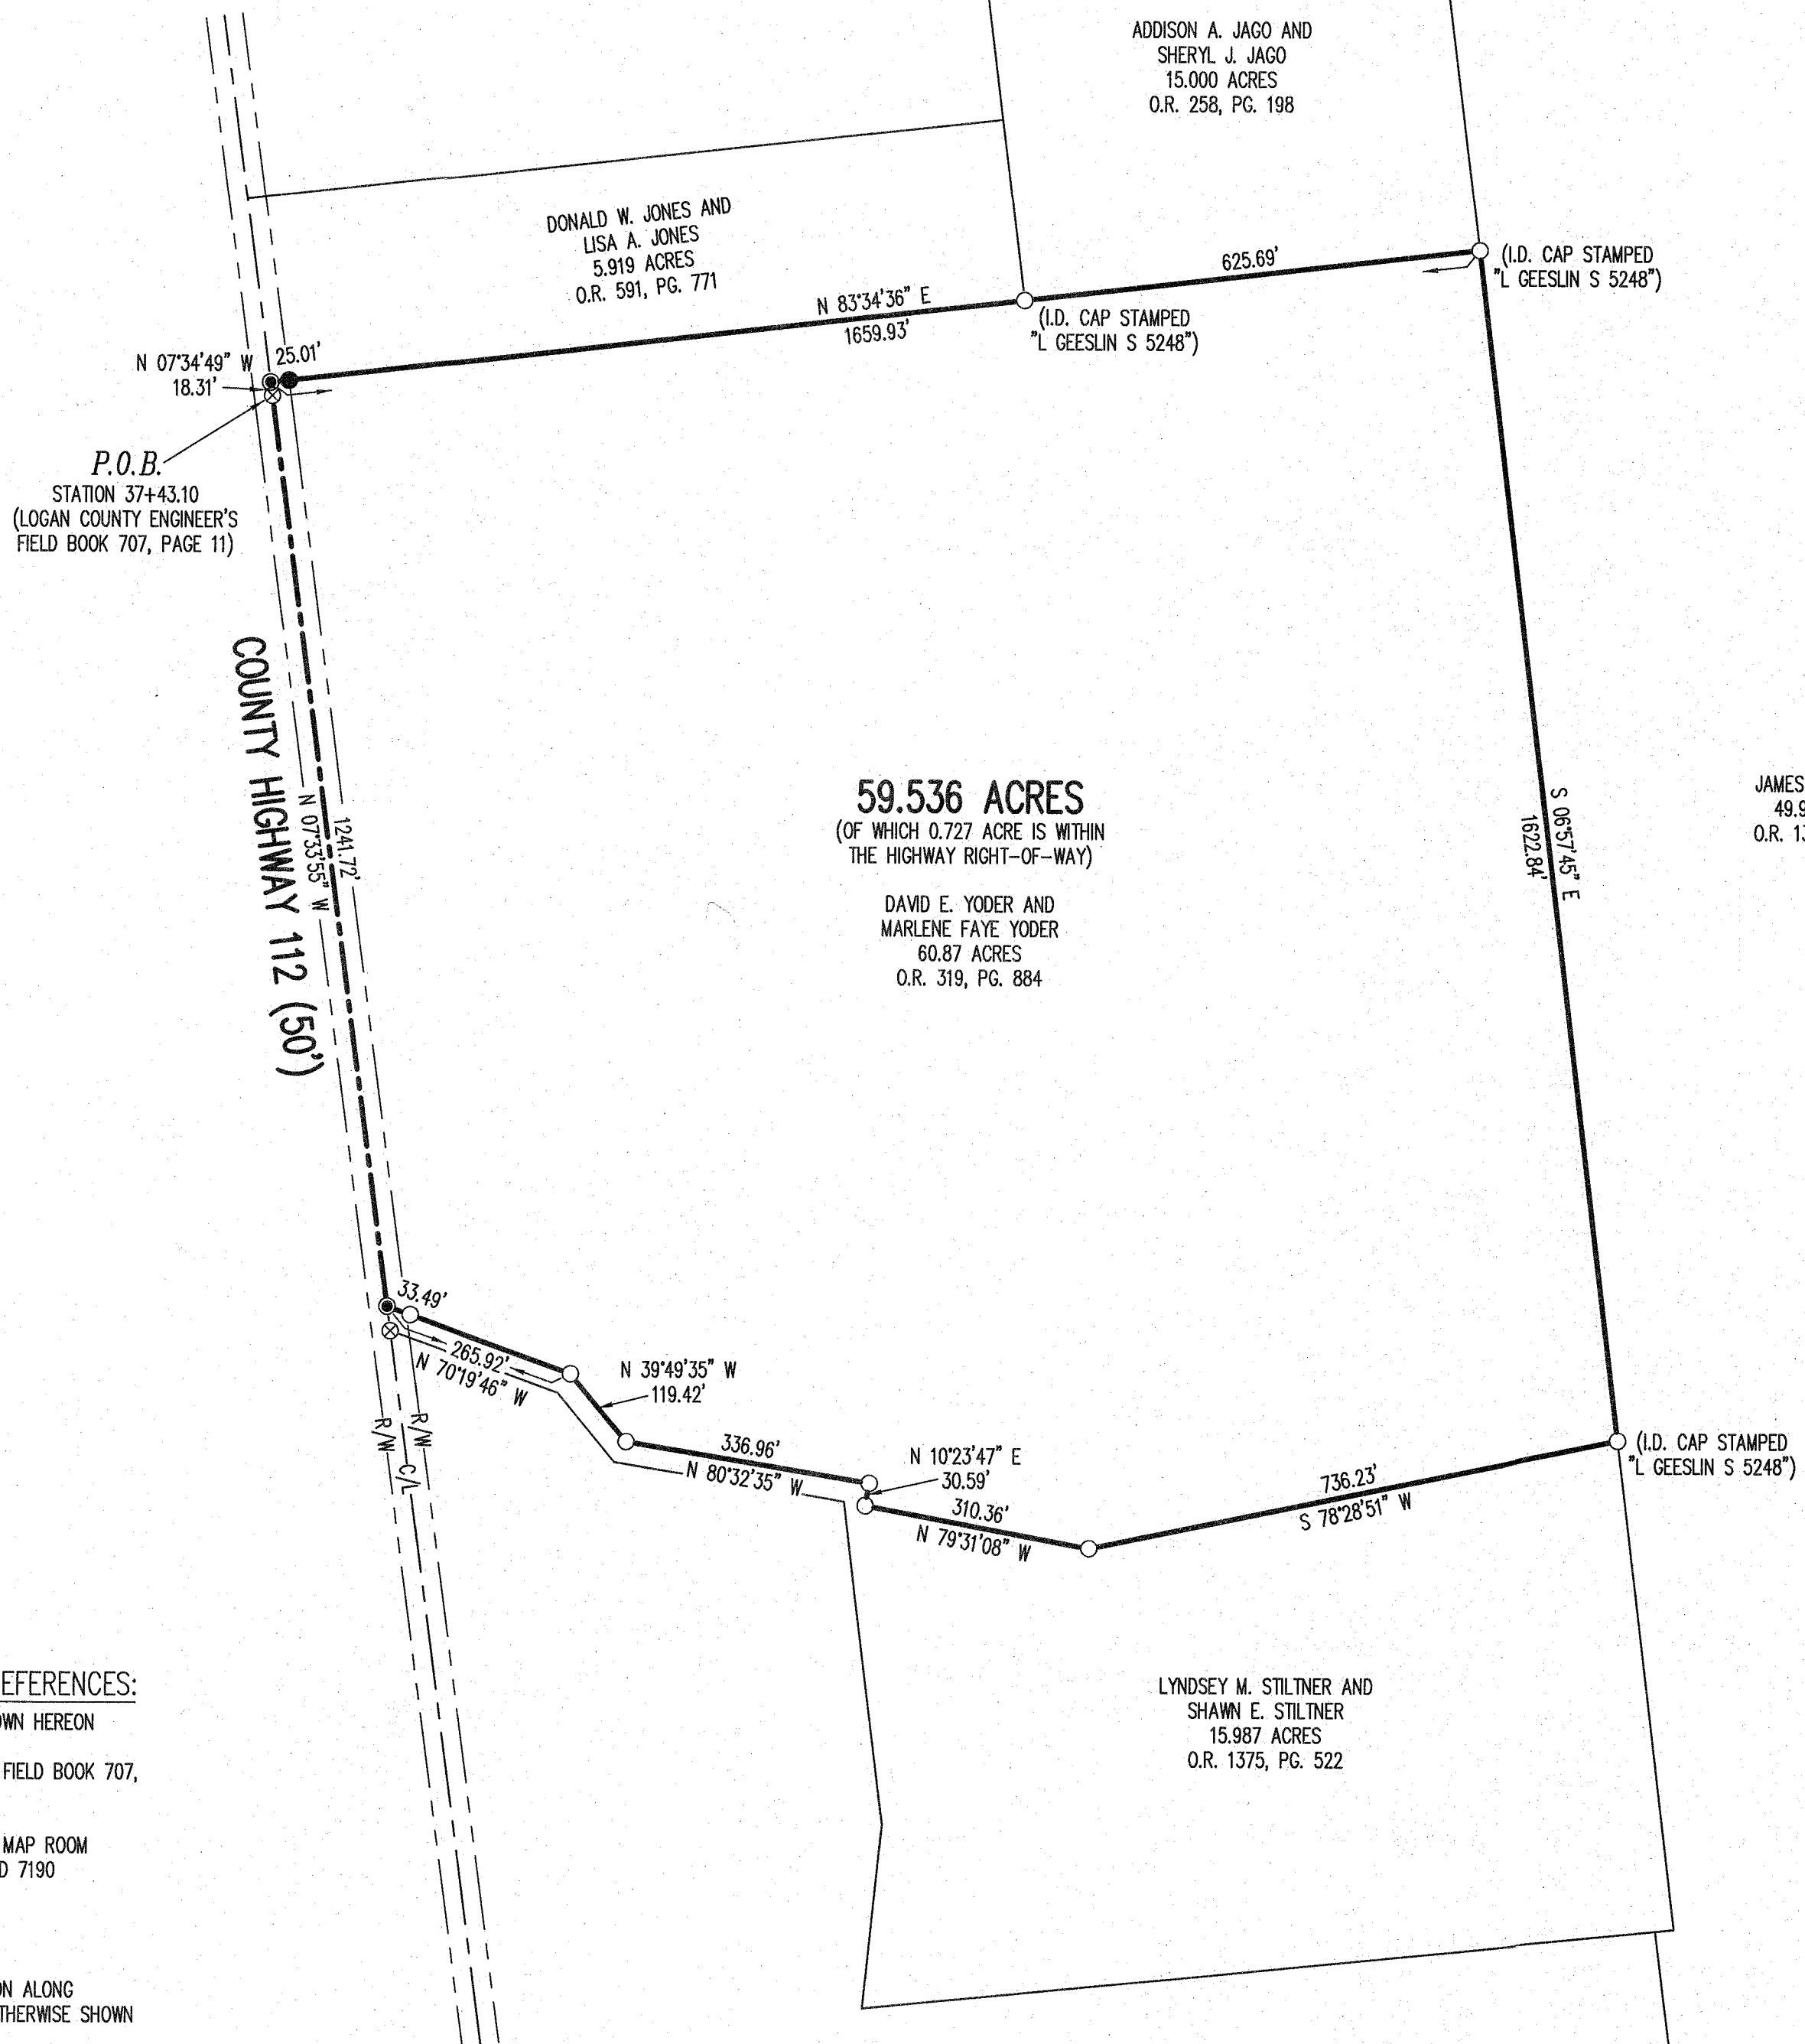 ADDISON A. JAGO AND
SHERYL J. JAGO
15.000 ACRES
O.R. 258, PG. 198
DONALD W. JONES AND
LISA A. JONES
5.919 ACRES
O.R. 591, PG. 771
625.69'
(I.D. CAP STAMPED
"L GEESLIN S 5248")
N 83°34'36" E
1659.93'
(I.D. CAP STAMPED
"L GEESLIN S 5248")
N 07°34'49" W
18.31'
25.01'
P.O.B.
STATION 37+43.10
(LOGAN COUNTY ENGINEER'S
FIELD BOOK 707, PAGE 11)
COUNTY HIGHWAY 112 (50')
N 07°33'55" W
1241.72'
59.536 ACRES
(OF WHICH 0.727 ACRE IS WITHIN
THE HIGHWAY RIGHT-OF-WAY)
DAVID E. YODER AND
MARLENE FAYE YODER
60.87 ACRES
O.R. 319, PG. 884
S 06°57'45" E
1622.84'
JAMES
49.9
O.R. 13
33.49'
265.92'
N 70°19'46" W
N 39°49'35" W
119.42'
336.96'
N 80°32'35" W
N 10°23'47" E
30.59'
310.36'
N 79°31'08" W
736.23'
S 78°28'51" W
(I.D. CAP STAMPED
"L GEESLIN S 5248")
R/W
C/L
R/W
LYNDSEY M. STILTNER AND
SHAWN E. STILTNER
15.987 ACRES
O.R. 1375, PG. 522
EFERENCES:
OWN HEREON
FIELD BOOK 707,
MAP ROOM
D 7190
ON ALONG
THERWISE SHOWN